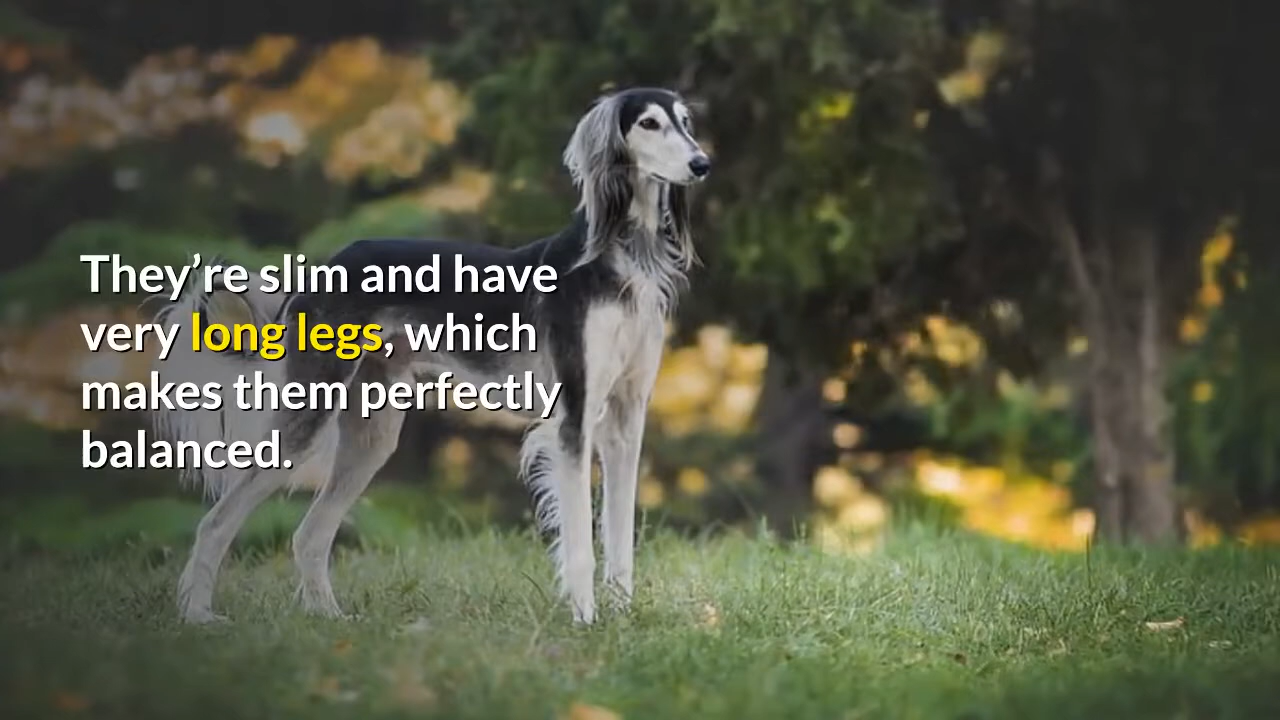 They’re slim and have
very long legs, which
makes them perfectly
balanced.